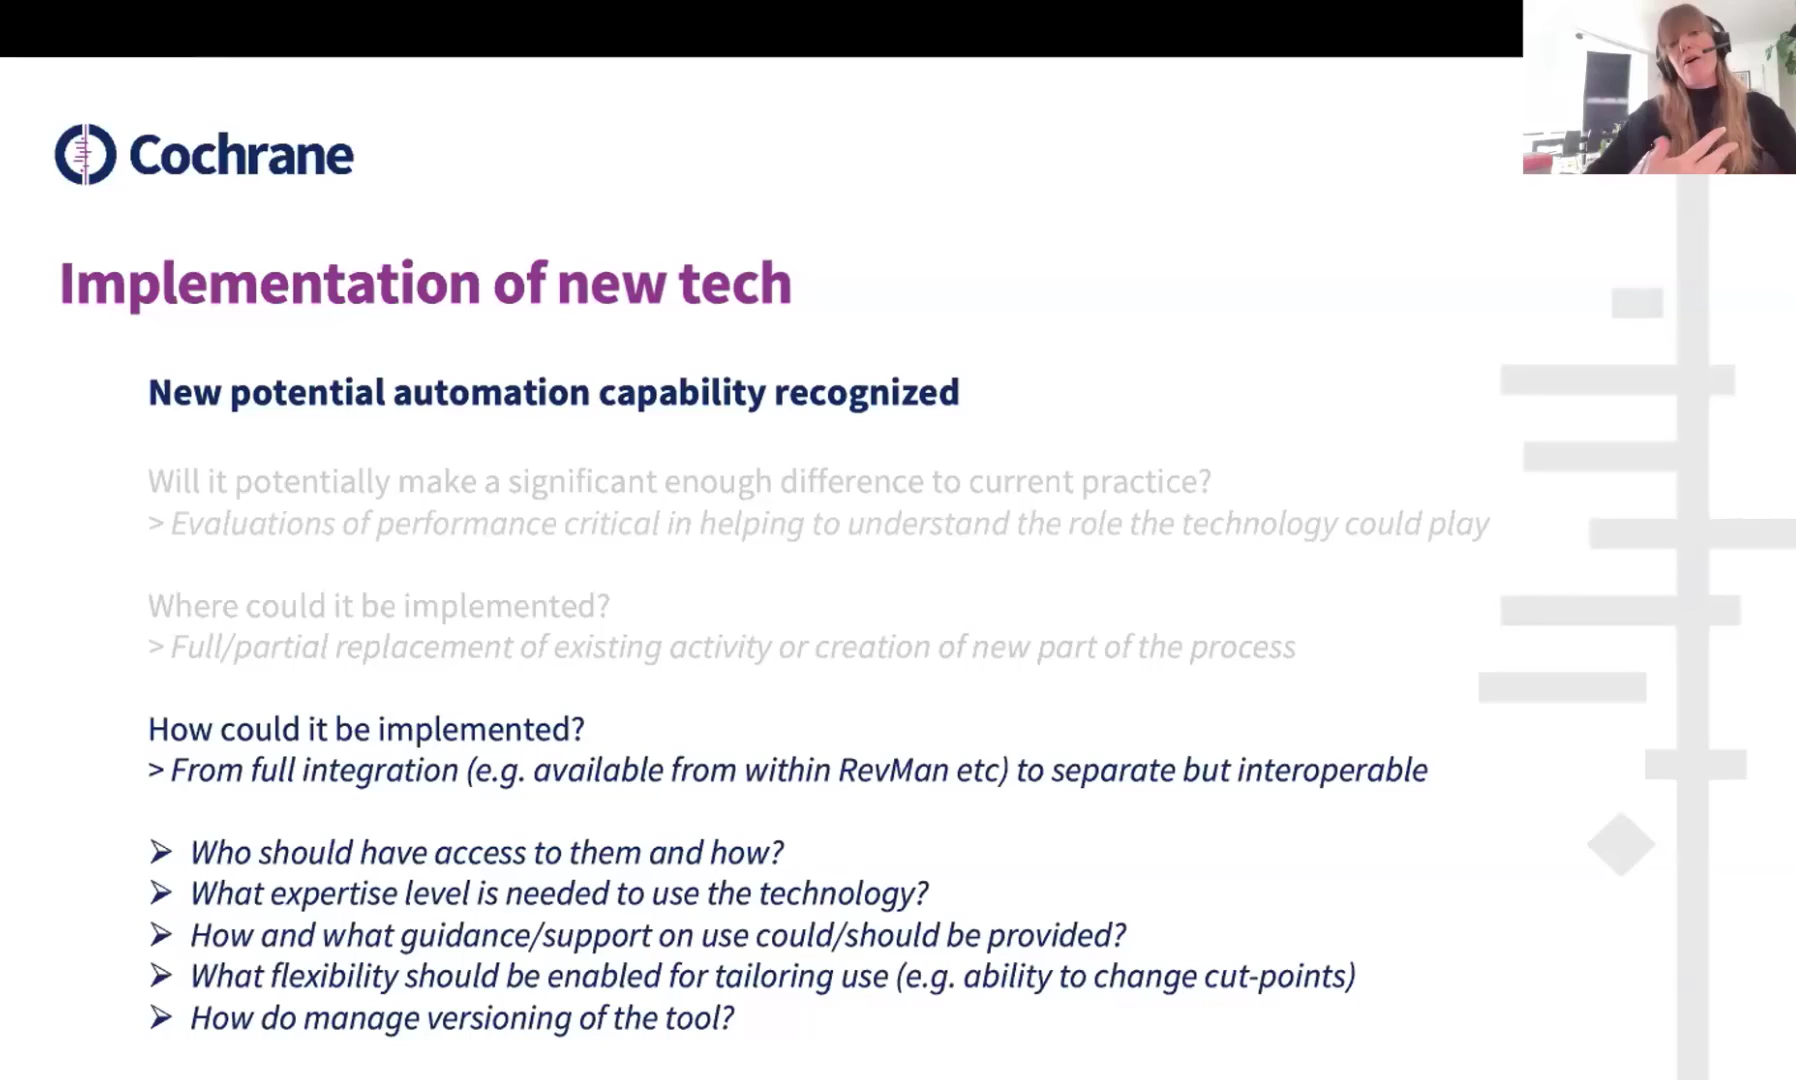 Cochrane
Implementation of new tech
New potential automation capability recognized
Will it potentially make a significant enough difference to current practice?
> Evaluations of performance critical in helping to understand the role the technology could play
Where could it be implemented?
> Full/partial replacement of existing activity or creation of new part of the process
How could it be implemented?
> From full integration (e.g. available from within RevMan etc) to separate but interoperable
➢ Who should have access to them and how?
➢ What expertise level is needed to use the technology?
➢ How and what guidance/support on use could/should be provided?
➢ What flexibility should be enabled for tailoring use (e.g. ability to change cut-points)
➢ How do manage versioning of the tool?